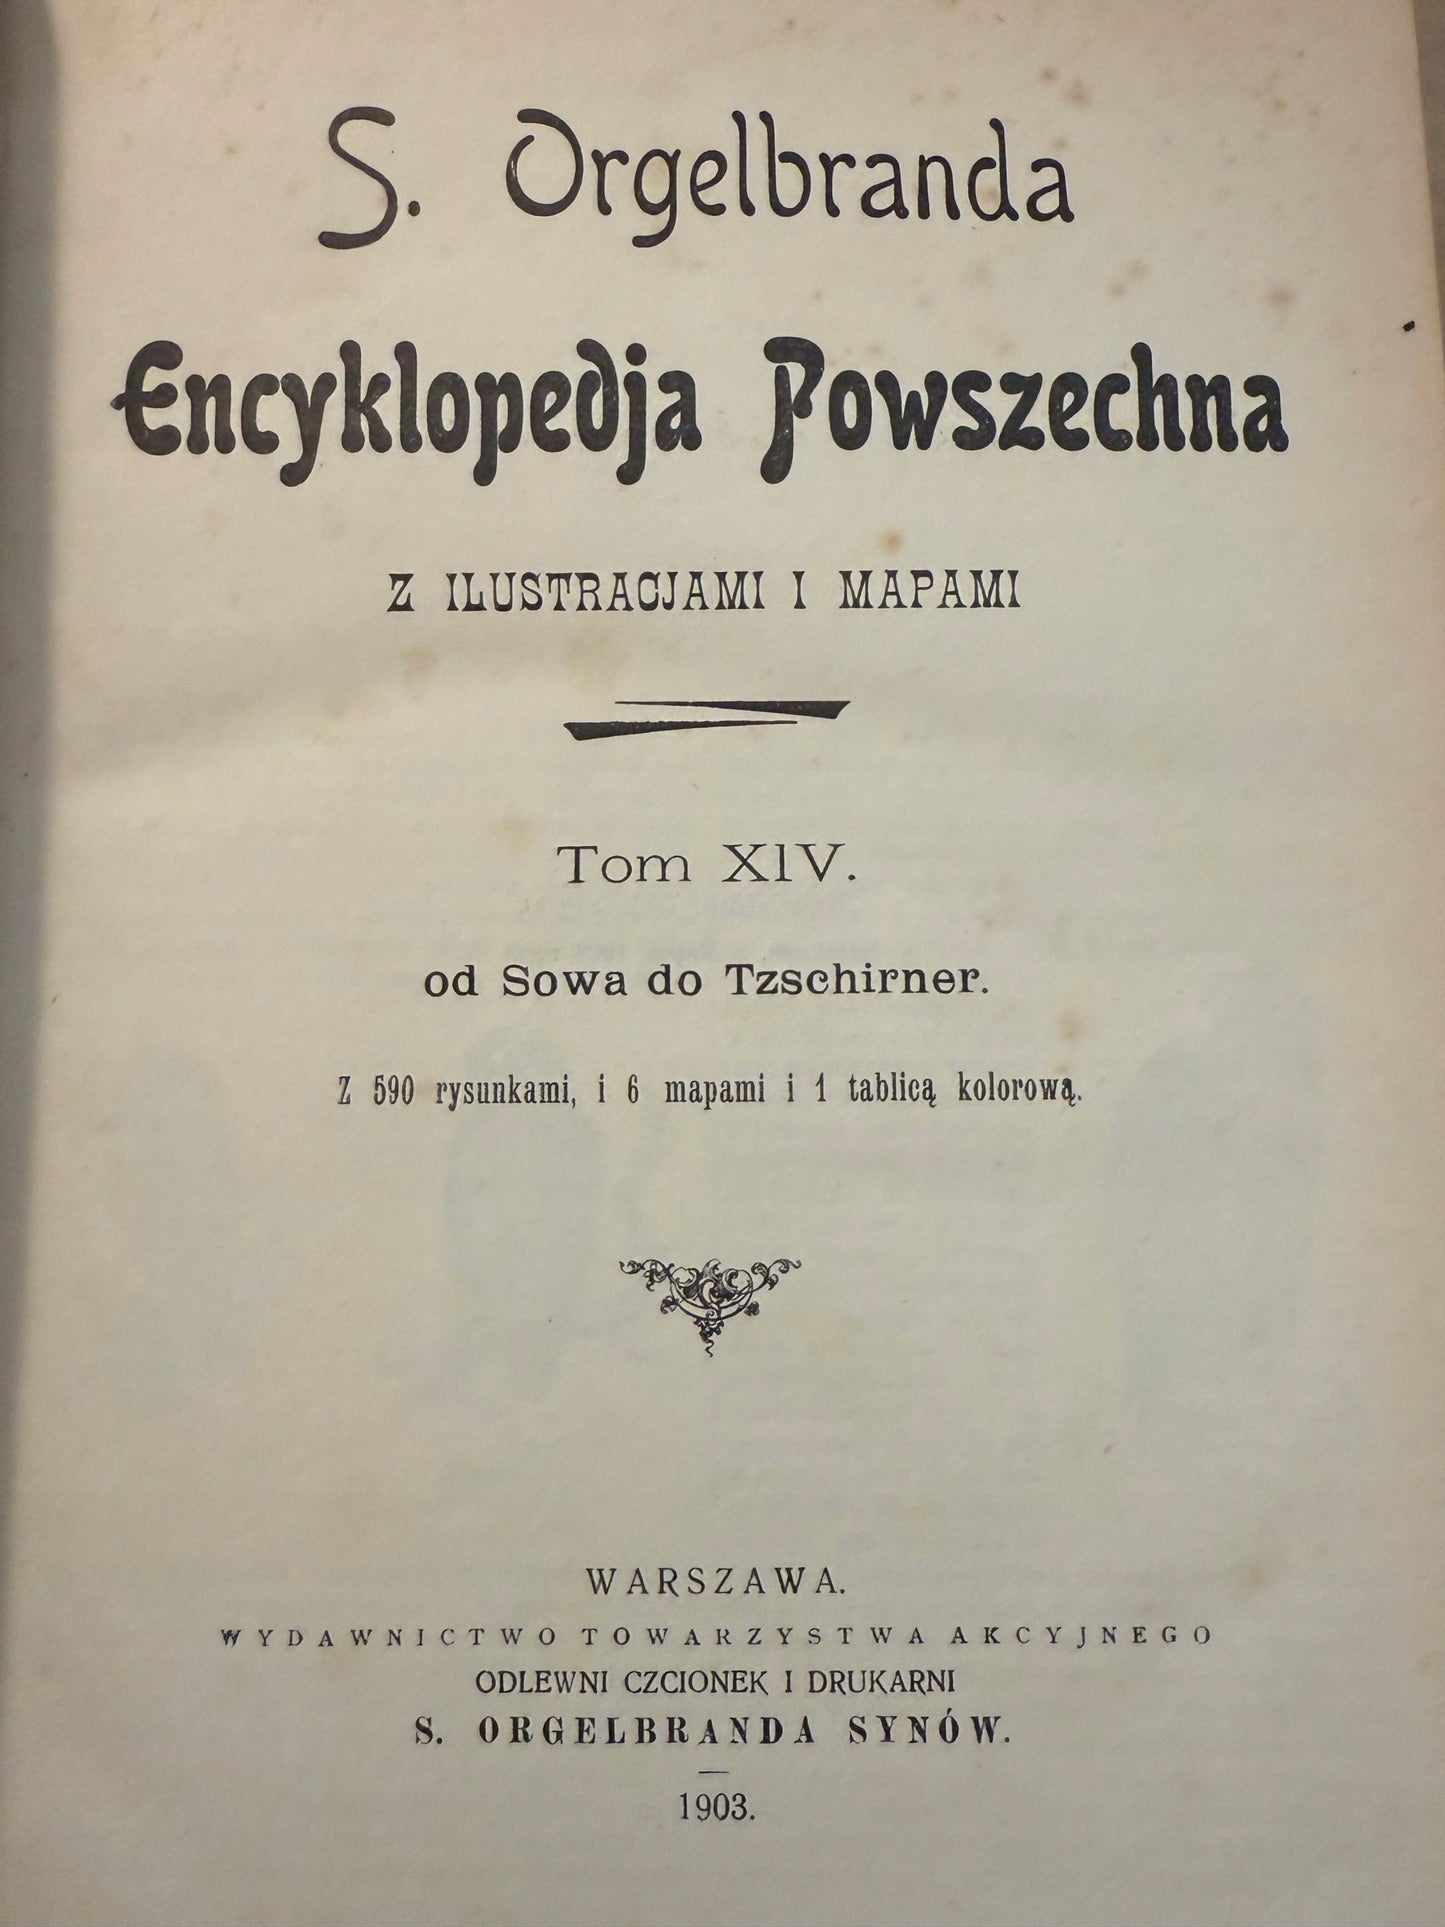 S. Orgelbranda
Encyklopedja Powszechna
Z ILUSTRACJAMI I MAPAMI
Tom XIV.
od Sowa do Tzschirner.
Z 590 rysunkami, i 6 mapami i 1 tablicą kolorową.
WARSZAWA.
WYDAWNICTWO TOWARZYSTWA AKCYJNEGO
ODLEWNI CZCIONEK I DRUKARNI
S. ORGELBRANDA SYNÓW.
1903.